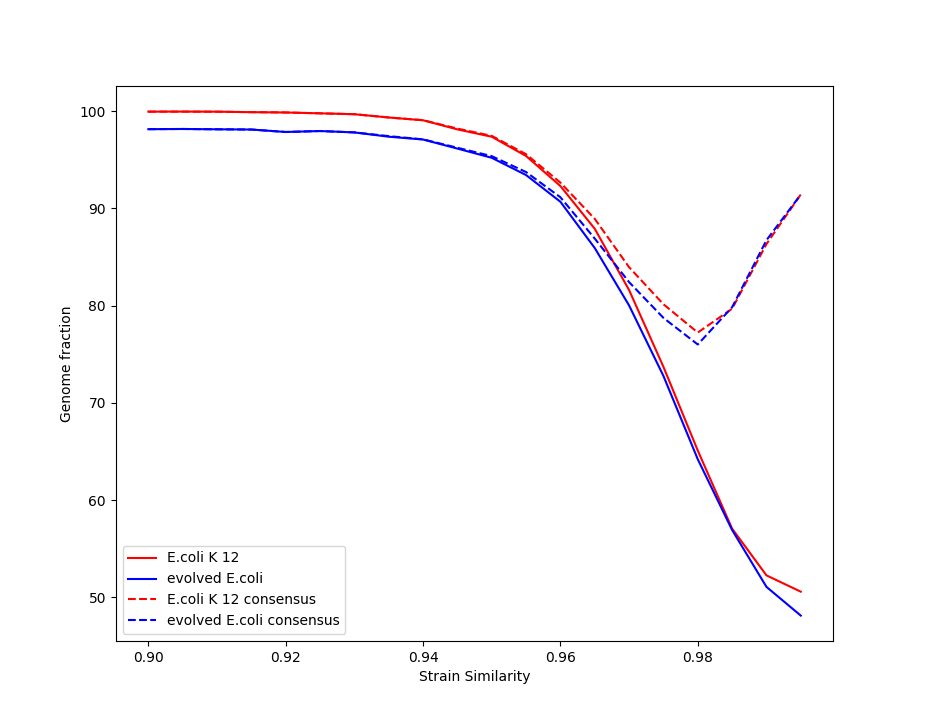 100
90
80
70
60
50
Genome fraction
E.coli K 12
evolved E.coli
E.coli K 12 consensus
evolved E.coli consensus
0.90 0.92 0.94 0.96 0.98
Strain Similarity